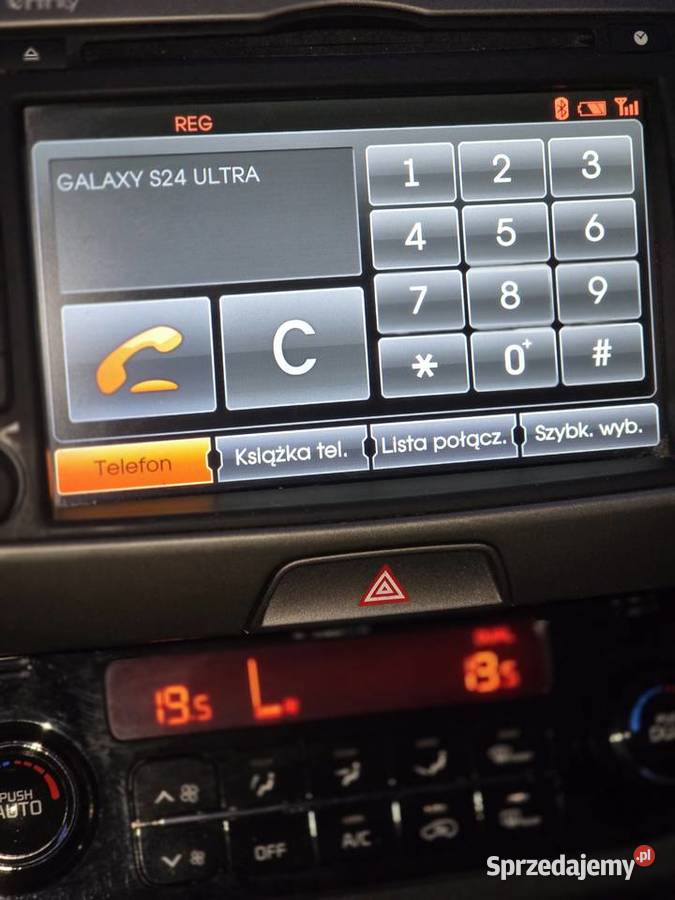 REG
GALAXY S24 ULTRA
1 2 3
4 5 6
7 8 9
* 0+ #
C
Telefon Książka tel. Lista połącz. Szybk. wyb.
19.5 19.5
PUSH
AUTO
OFF A/C
Sprzedajemy.pl